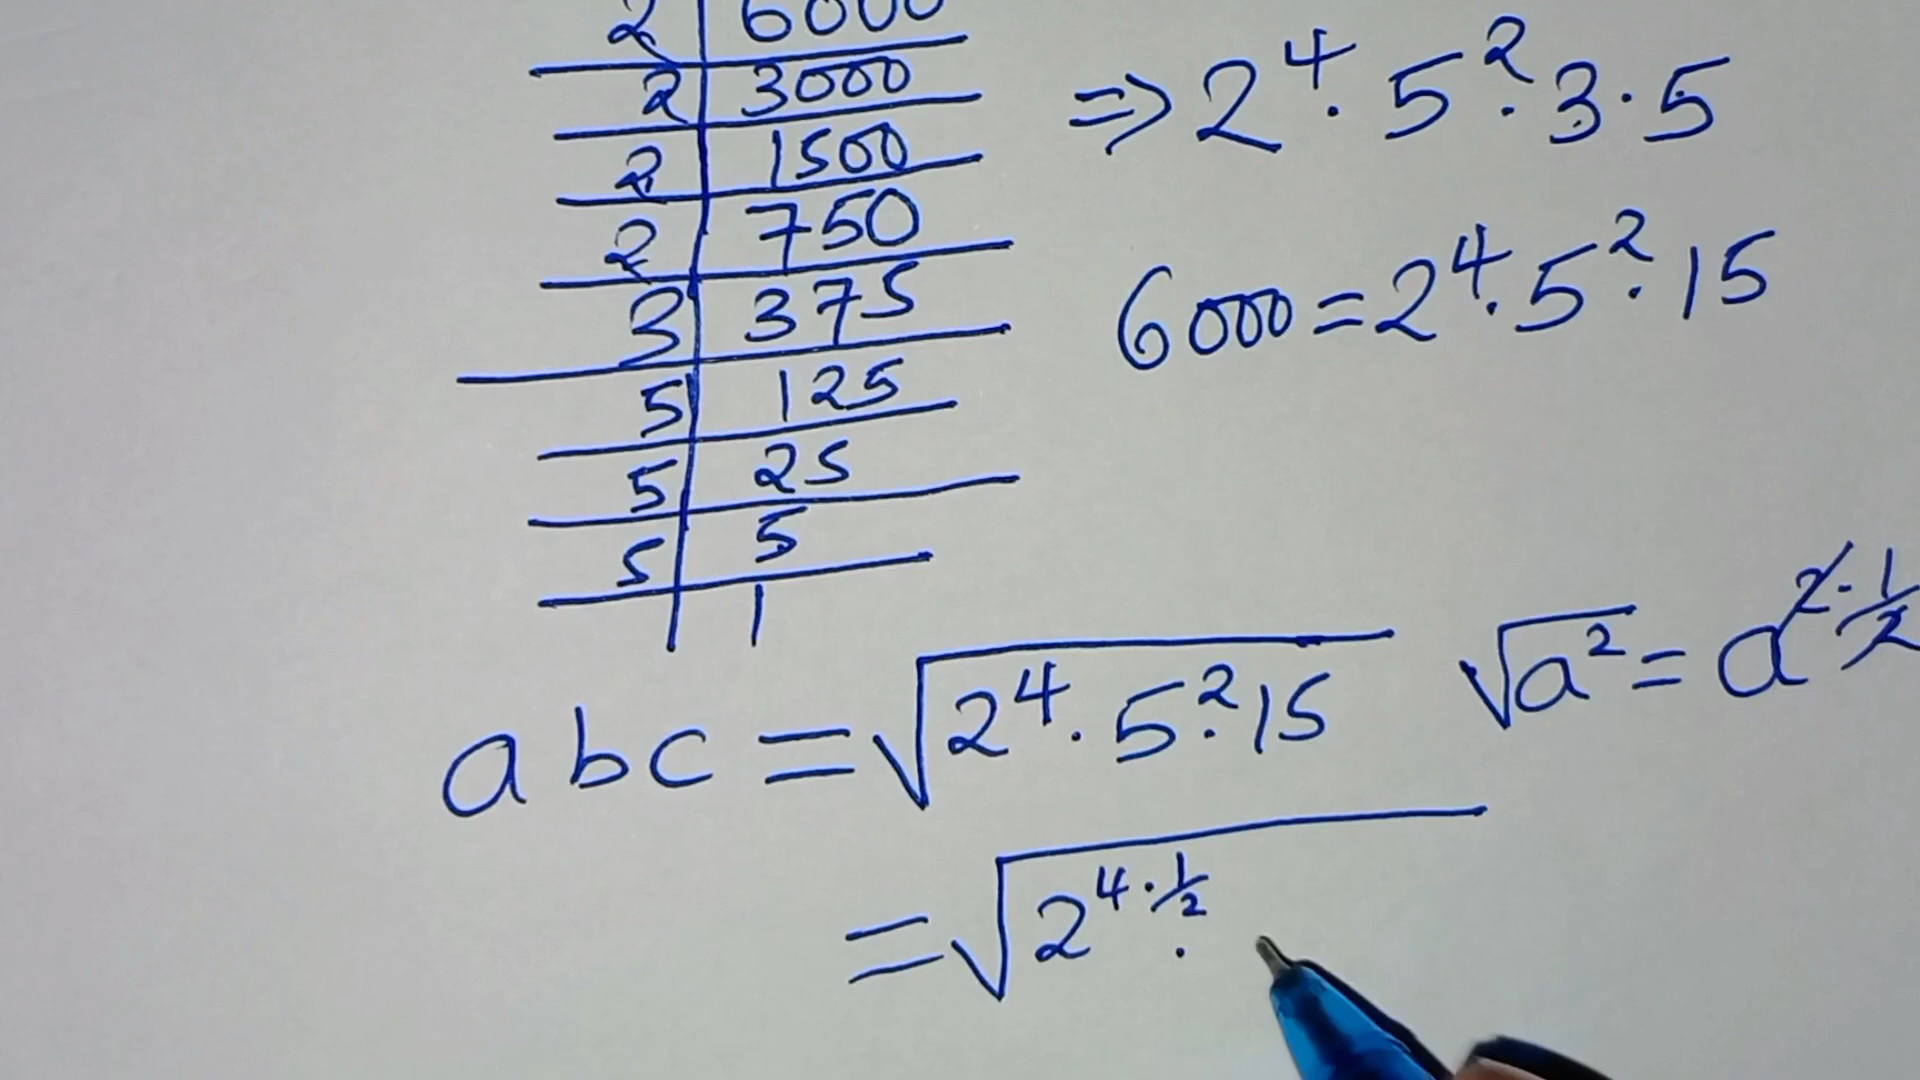 2 | 6000
2 | 3000
2 | 1500
2 | 750
3 | 375
5 | 125
5 | 25
5 | 5
| 1
⇒ 2⁴ · 5² · 3 · 5
6000 = 2⁴ · 5² · 15
abc = √(2⁴ · 5² · 15)
√a² = a^(2 · 1/2)
= √(2^(4 · 1/2) ·